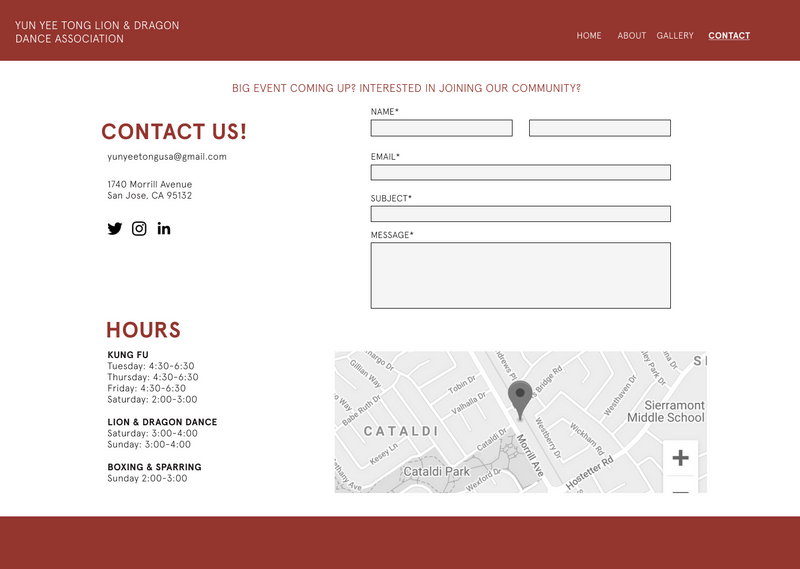 YUN YEE TONG LION & DRAGON
DANCE ASSOCIATION
HOME ABOUT GALLERY CONTACT
BIG EVENT COMING UP? INTERESTED IN JOINING OUR COMMUNITY?
CONTACT US!
yunyeetongusa@gmail.com
1740 Morrill Avenue
San Jose, CA 95132
NAME*
EMAIL*
SUBJECT*
MESSAGE*
HOURS
KUNG FU
Tuesday: 4:30-6:30
Thursday: 4:30-6:30
Friday: 4:30-6:30
Saturday: 2:00-3:00
LION & DRAGON DANCE
Saturday: 3:00-4:00
Sunday: 3:00-4:00
BOXING & SPARRING
Sunday 2:00-3:00
Gillian Way
Babe Ruth Dr
Tobin Dr
Valhalla Dr
Bridge Rd
Weathaven Dr
Sierramont
Middle School
CATALDI
Kesey Ln
Cataldi Dr
Morrill Ave
Westberry Dr
Wickham Rd
Hostetter Rd
Cataldi Park
Wexford Dr